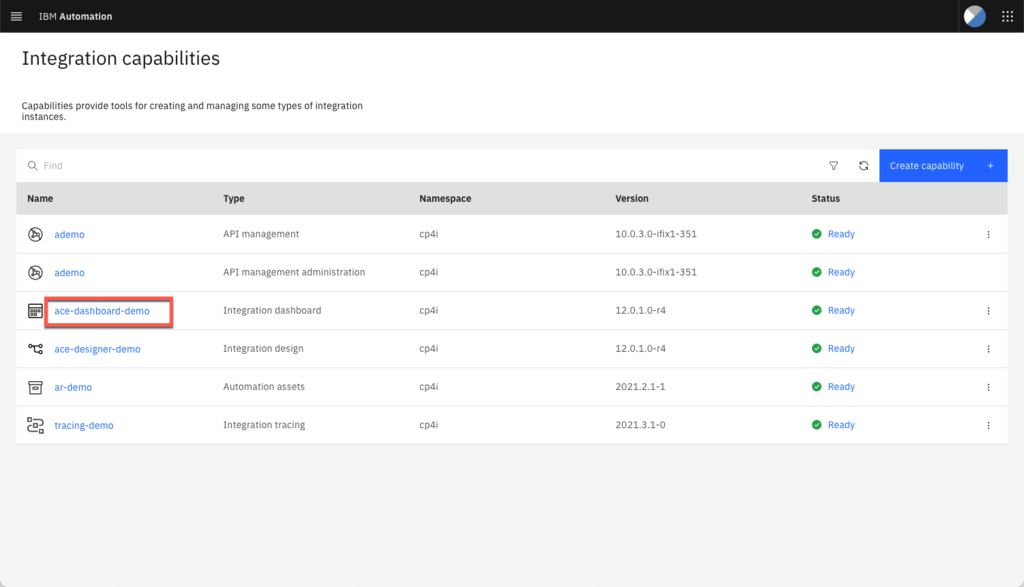 IBM Automation
Integration capabilities
Capabilities provide tools for creating and managing some types of integration
instances.
Find
Create capability +
Name Type Namespace Version Status
ademo API management cp4i 10.0.3.0-ifix1-351 Ready
ademo API management administration cp4i 10.0.3.0-ifix1-351 Ready
ace-dashboard-demo Integration dashboard cp4i 12.0.1.0-r4 Ready
ace-designer-demo Integration design cp4i 12.0.1.0-r4 Ready
ar-demo Automation assets cp4i 2021.2.1-1 Ready
tracing-demo Integration tracing cp4i 2021.3.1-0 Ready